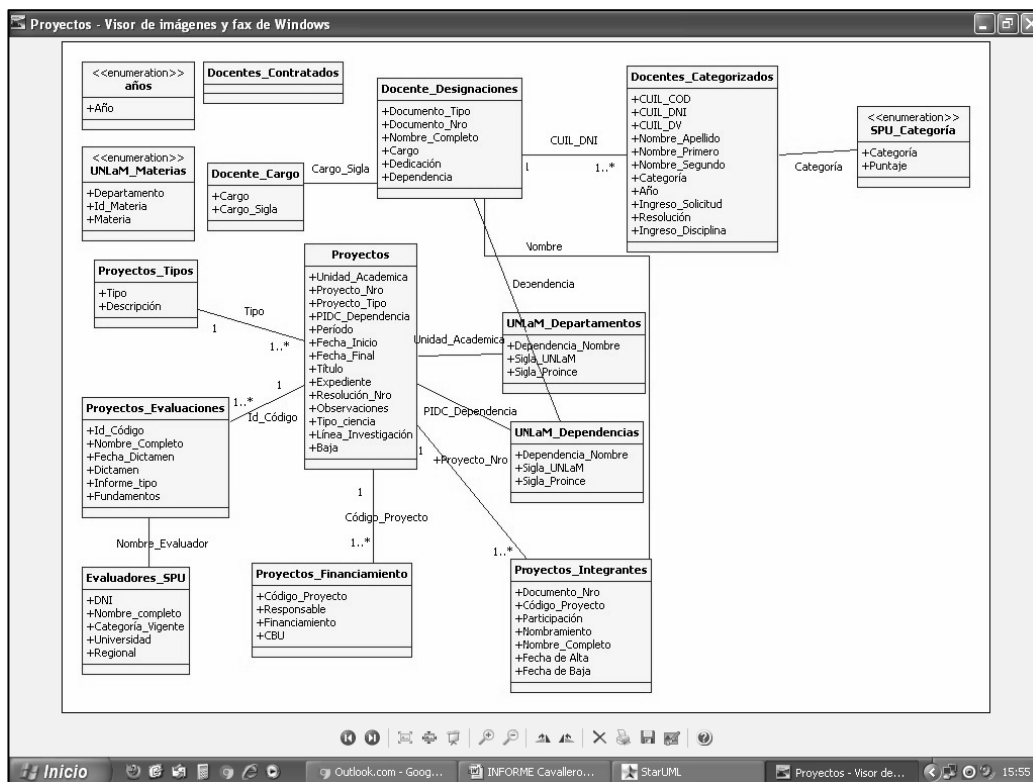 Proyectos - Visor de imágenes y fax de Windows
<<enumeration>>
años
+Año
Docentes_Contratados
Docente_Designaciones
+Documento_Tipo
+Documento_Nro
+Nombre_Completo
+Cargo
+Dedicación
+Dependencia
CUIL_DNI
1
1..*
Docentes_Categorizados
+CUIL_COD
+CUIL_DNI
+CUIL_DV
+Nombre_Apellido
+Nombre_Primero
+Nombre_Segundo
+Categoría
+Año
+Ingreso_Solicitud
+Resolución
+Ingreso_Disciplina
Categoría
<<enumeration>>
SPU_Categoría
+Categoría
+Puntaje
<<enumeration>>
UNLaM_Materias
+Departamento
+Id_Materia
+Materia
Docente_Cargo
+Cargo
+Cargo_Sigla
Cargo_Sigla
Nombre
Dependencia
Proyectos_Tipos
+Tipo
+Descripción
Tipo
1
1..*
Proyectos
+Unidad_Academica
+Proyecto_Nro
+Proyecto_Tipo
+PIDC_Dependencia
+Período
+Fecha_Inicio
+Fecha_Final
+Título
+Expediente
+Resolución_Nro
+Observaciones
+Tipo_ciencia
+Línea_Investigación
+Baja
Unidad_Academica
UNLaM_Departamentos
+Dependencia_Nombre
+Sigla_UNLaM
+Sigla_Proince
PIDC_Dependencia
UNLaM_Dependencias
+Dependencia_Nombre
+Sigla_UNLaM
+Sigla_Proince
1
1..*
Id_Código
Proyectos_Evaluaciones
+Id_Código
+Nombre_Completo
+Fecha_Dictamen
+Dictamen
+Informe_tipo
+Fundamentos
1
+Proyecto_Nro
1..*
1
Código_Proyecto
1..*
Nombre_Evaluador
Evaluadores_SPU
+DNI
+Nombre_completo
+Categoría_Vigente
+Universidad
+Regional
Proyectos_Financiamiento
+Código_Proyecto
+Responsable
+Financiamiento
+CBU
Proyectos_Integrantes
+Documento_Nro
+Código_Proyecto
+Participación
+Nombramiento
+Nombre_Completo
+Fecha de Alta
+Fecha de Baja
Inicio
Outlook.com - Goog...
INFORME Cavallero...
StarUML
Proyectos - Visor de...
15:55